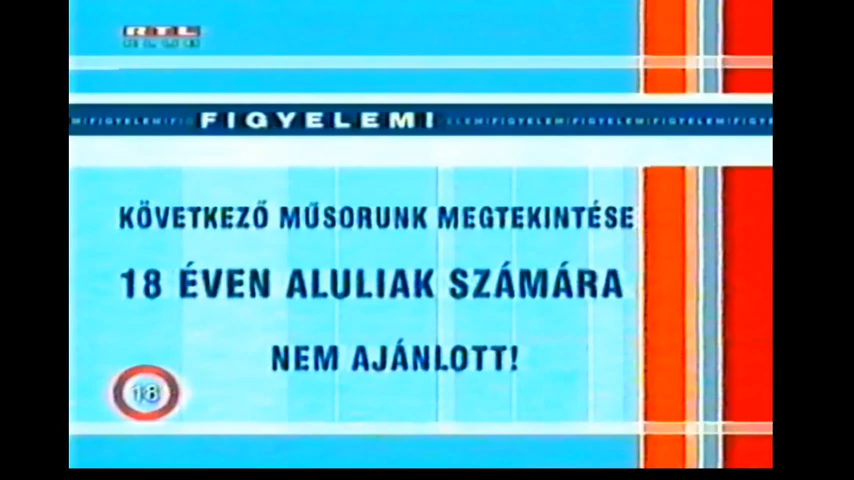 RTL
KLUB
FIGYELEM!
KÖVETKEZŐ MŰSORUNK MEGTEKINTÉSE
18 ÉVEN ALULIAK SZÁMÁRA
NEM AJÁNLOTT!
18